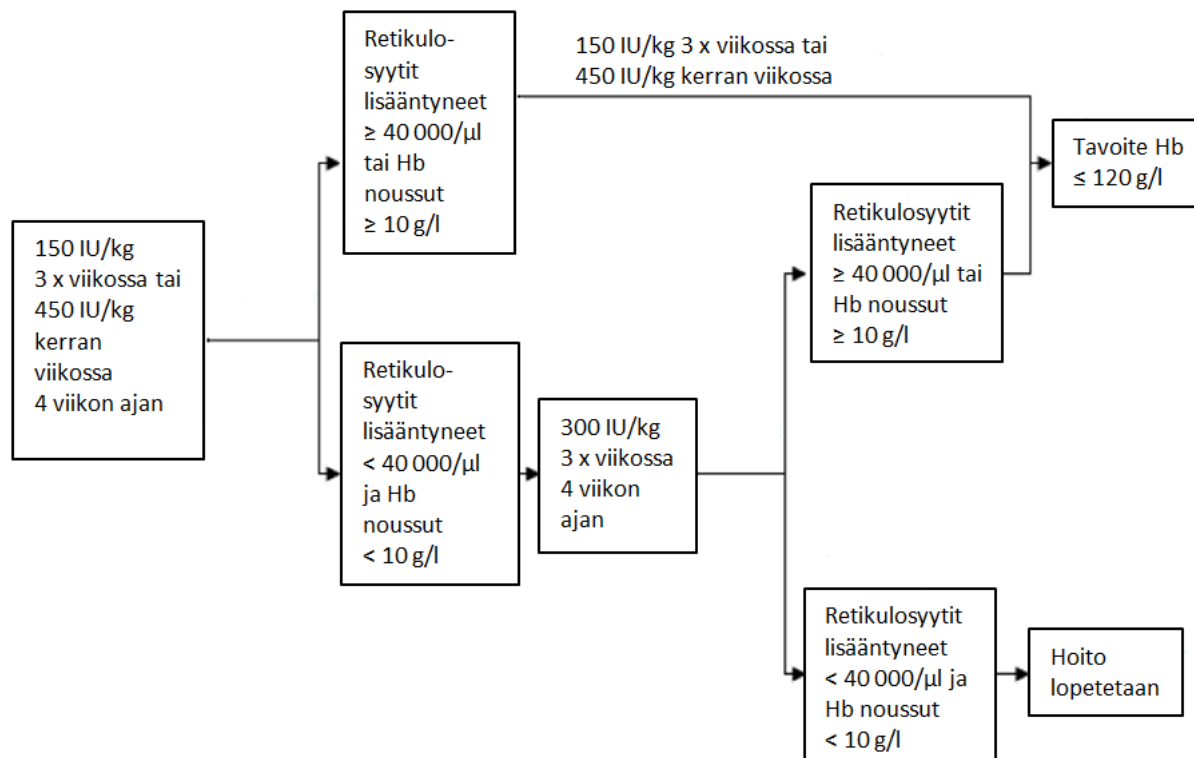 150 IU/kg
3 x viikossa tai
450 IU/kg
kerran
viikossa
4 viikon ajan
Retikulo-
syytit
lisääntyneet
≥ 40 000/µl
tai Hb
noussut
≥ 10 g/l
150 IU/kg 3 x viikossa tai
450 IU/kg kerran viikossa
Retikulo-
syytit
lisääntyneet
< 40 000/µl
ja Hb
noussut
< 10 g/l
300 IU/kg
3 x viikossa
4 viikon
ajan
Retikulosyytit
lisääntyneet
≥ 40 000/µl tai
Hb noussut
≥ 10 g/l
Tavoite Hb
≤ 120 g/l
Retikulosyytit
lisääntyneet
< 40 000/µl ja
Hb noussut
< 10 g/l
Hoito
lopetetaan